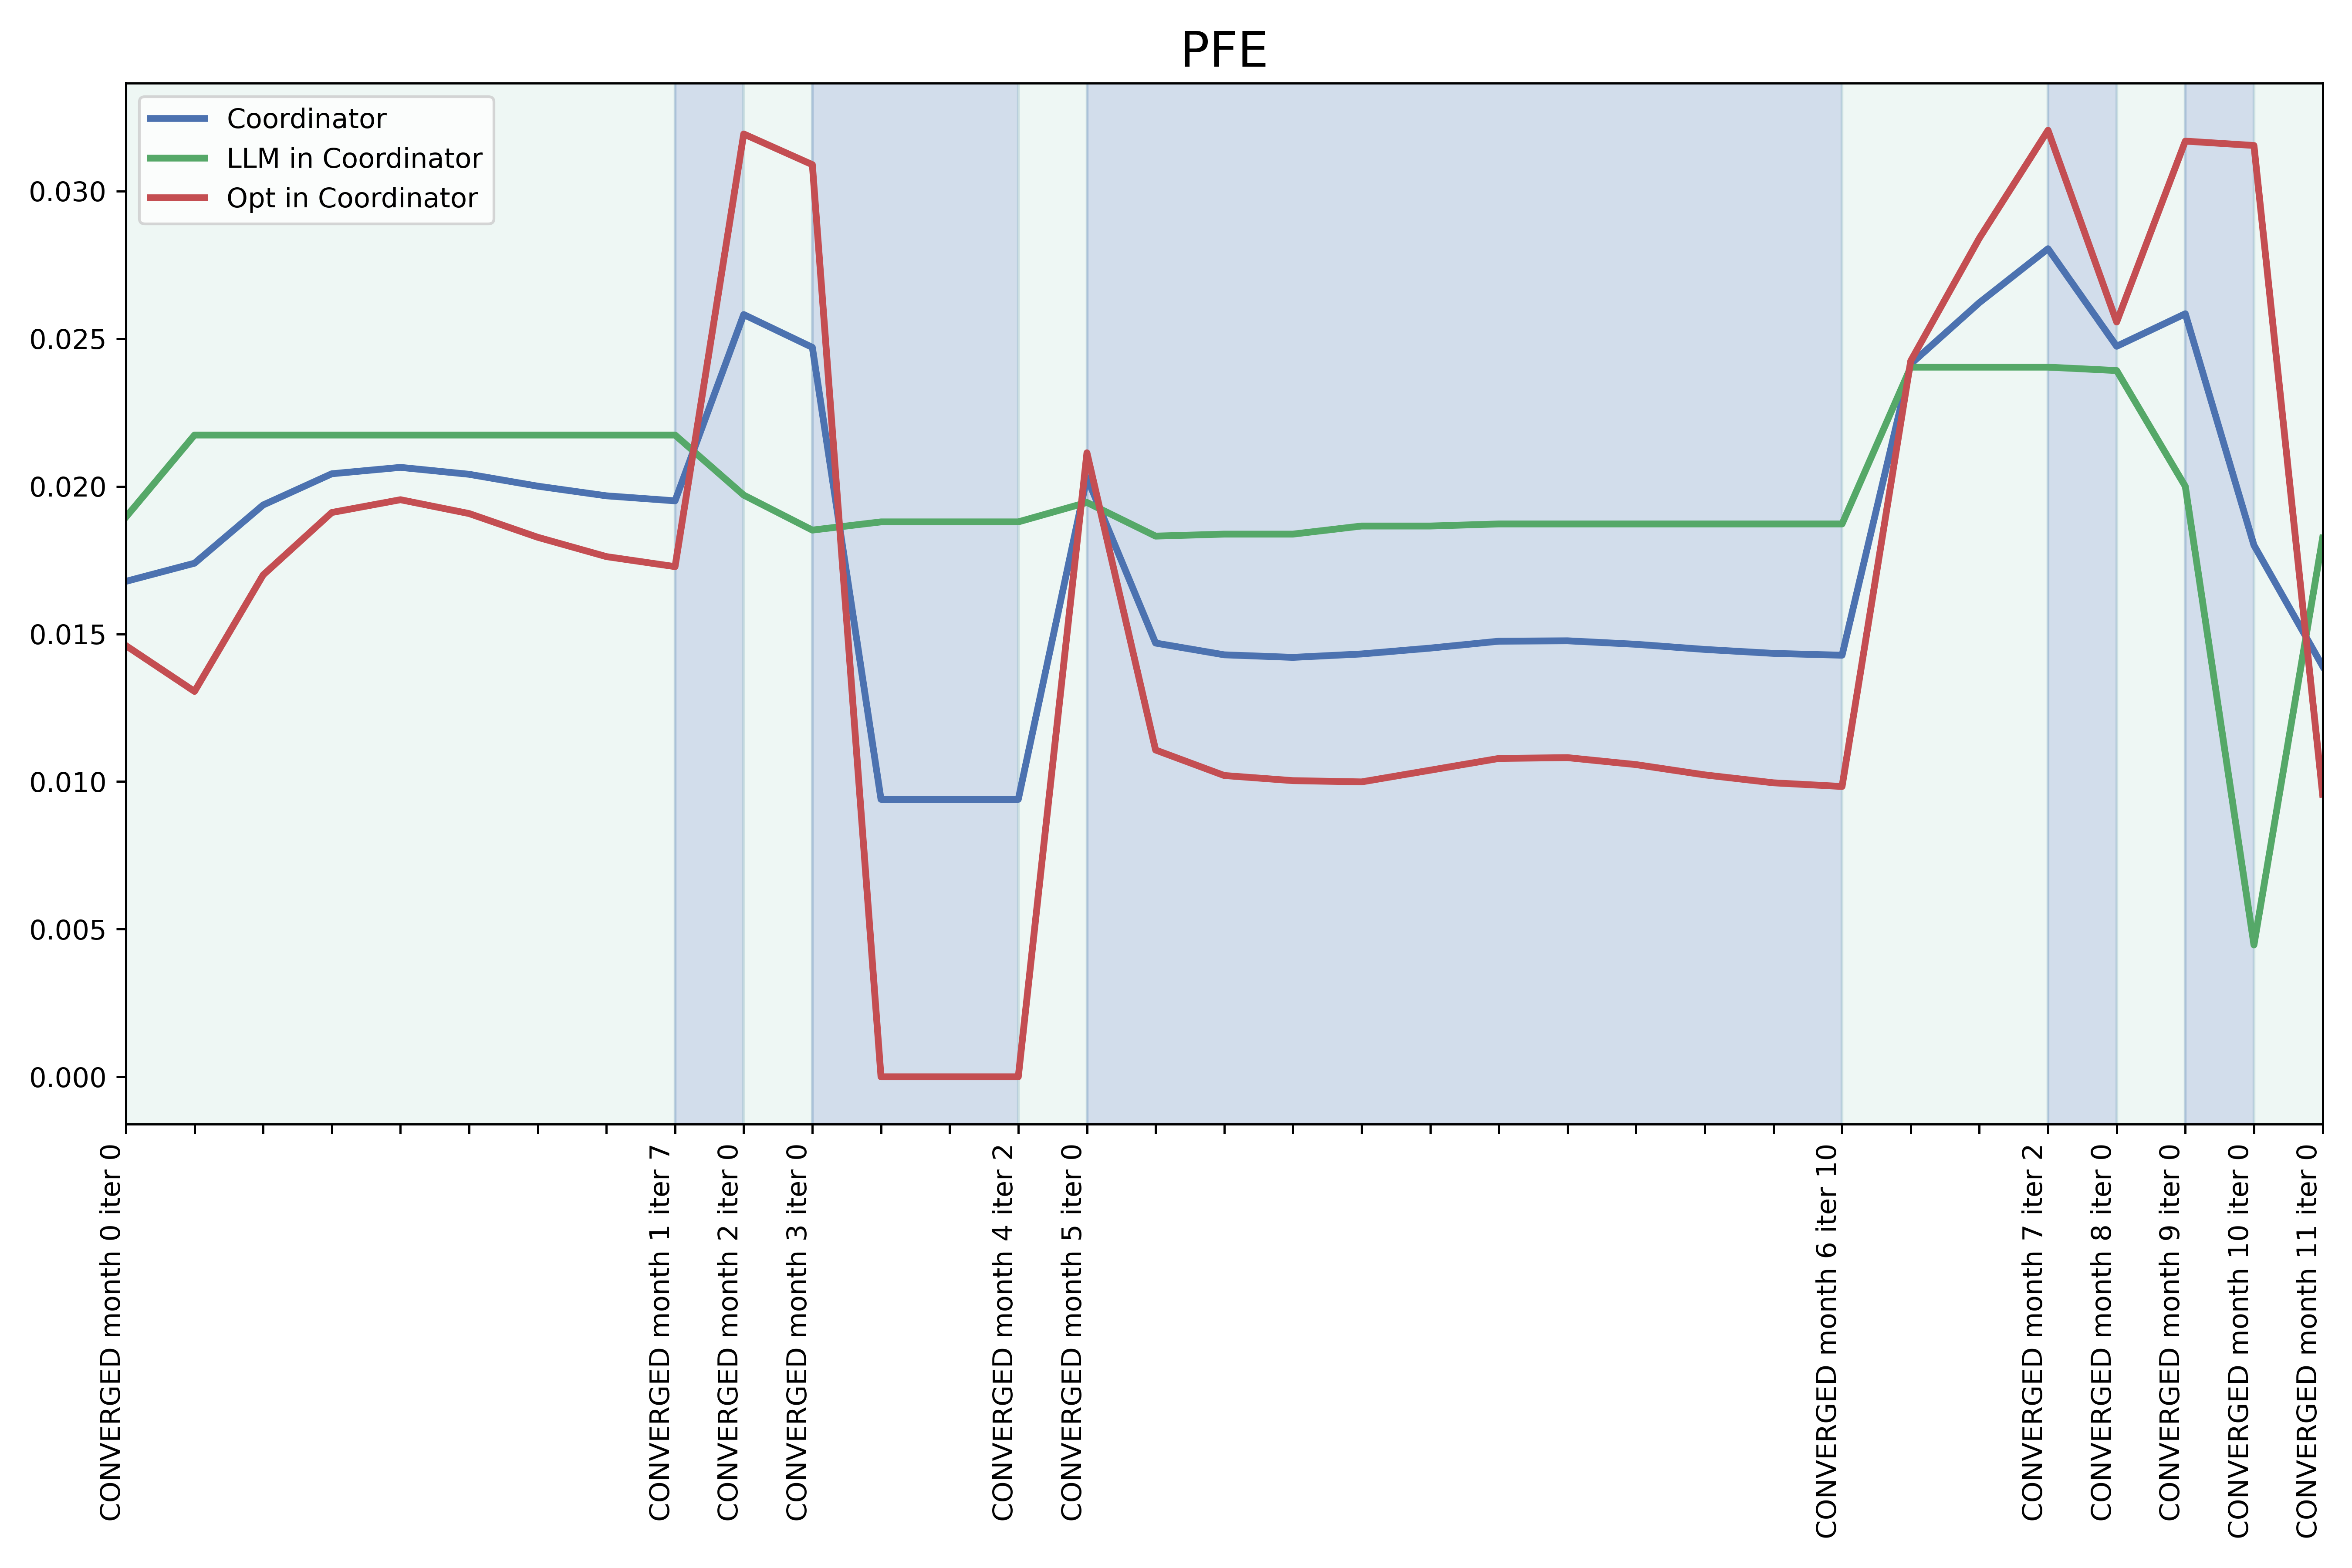 PFE
Coordinator
LLM in Coordinator
Opt in Coordinator
0.030
0.025
0.020
0.015
0.010
0.005
0.000
CONVERGED month 0 iter 0
CONVERGED month 1 iter 7
CONVERGED month 2 iter 0
CONVERGED month 3 iter 0
CONVERGED month 4 iter 2
CONVERGED month 5 iter 0
CONVERGED month 6 iter 10
CONVERGED month 7 iter 2
CONVERGED month 8 iter 0
CONVERGED month 9 iter 0
CONVERGED month 10 iter 0
CONVERGED month 11 iter 0